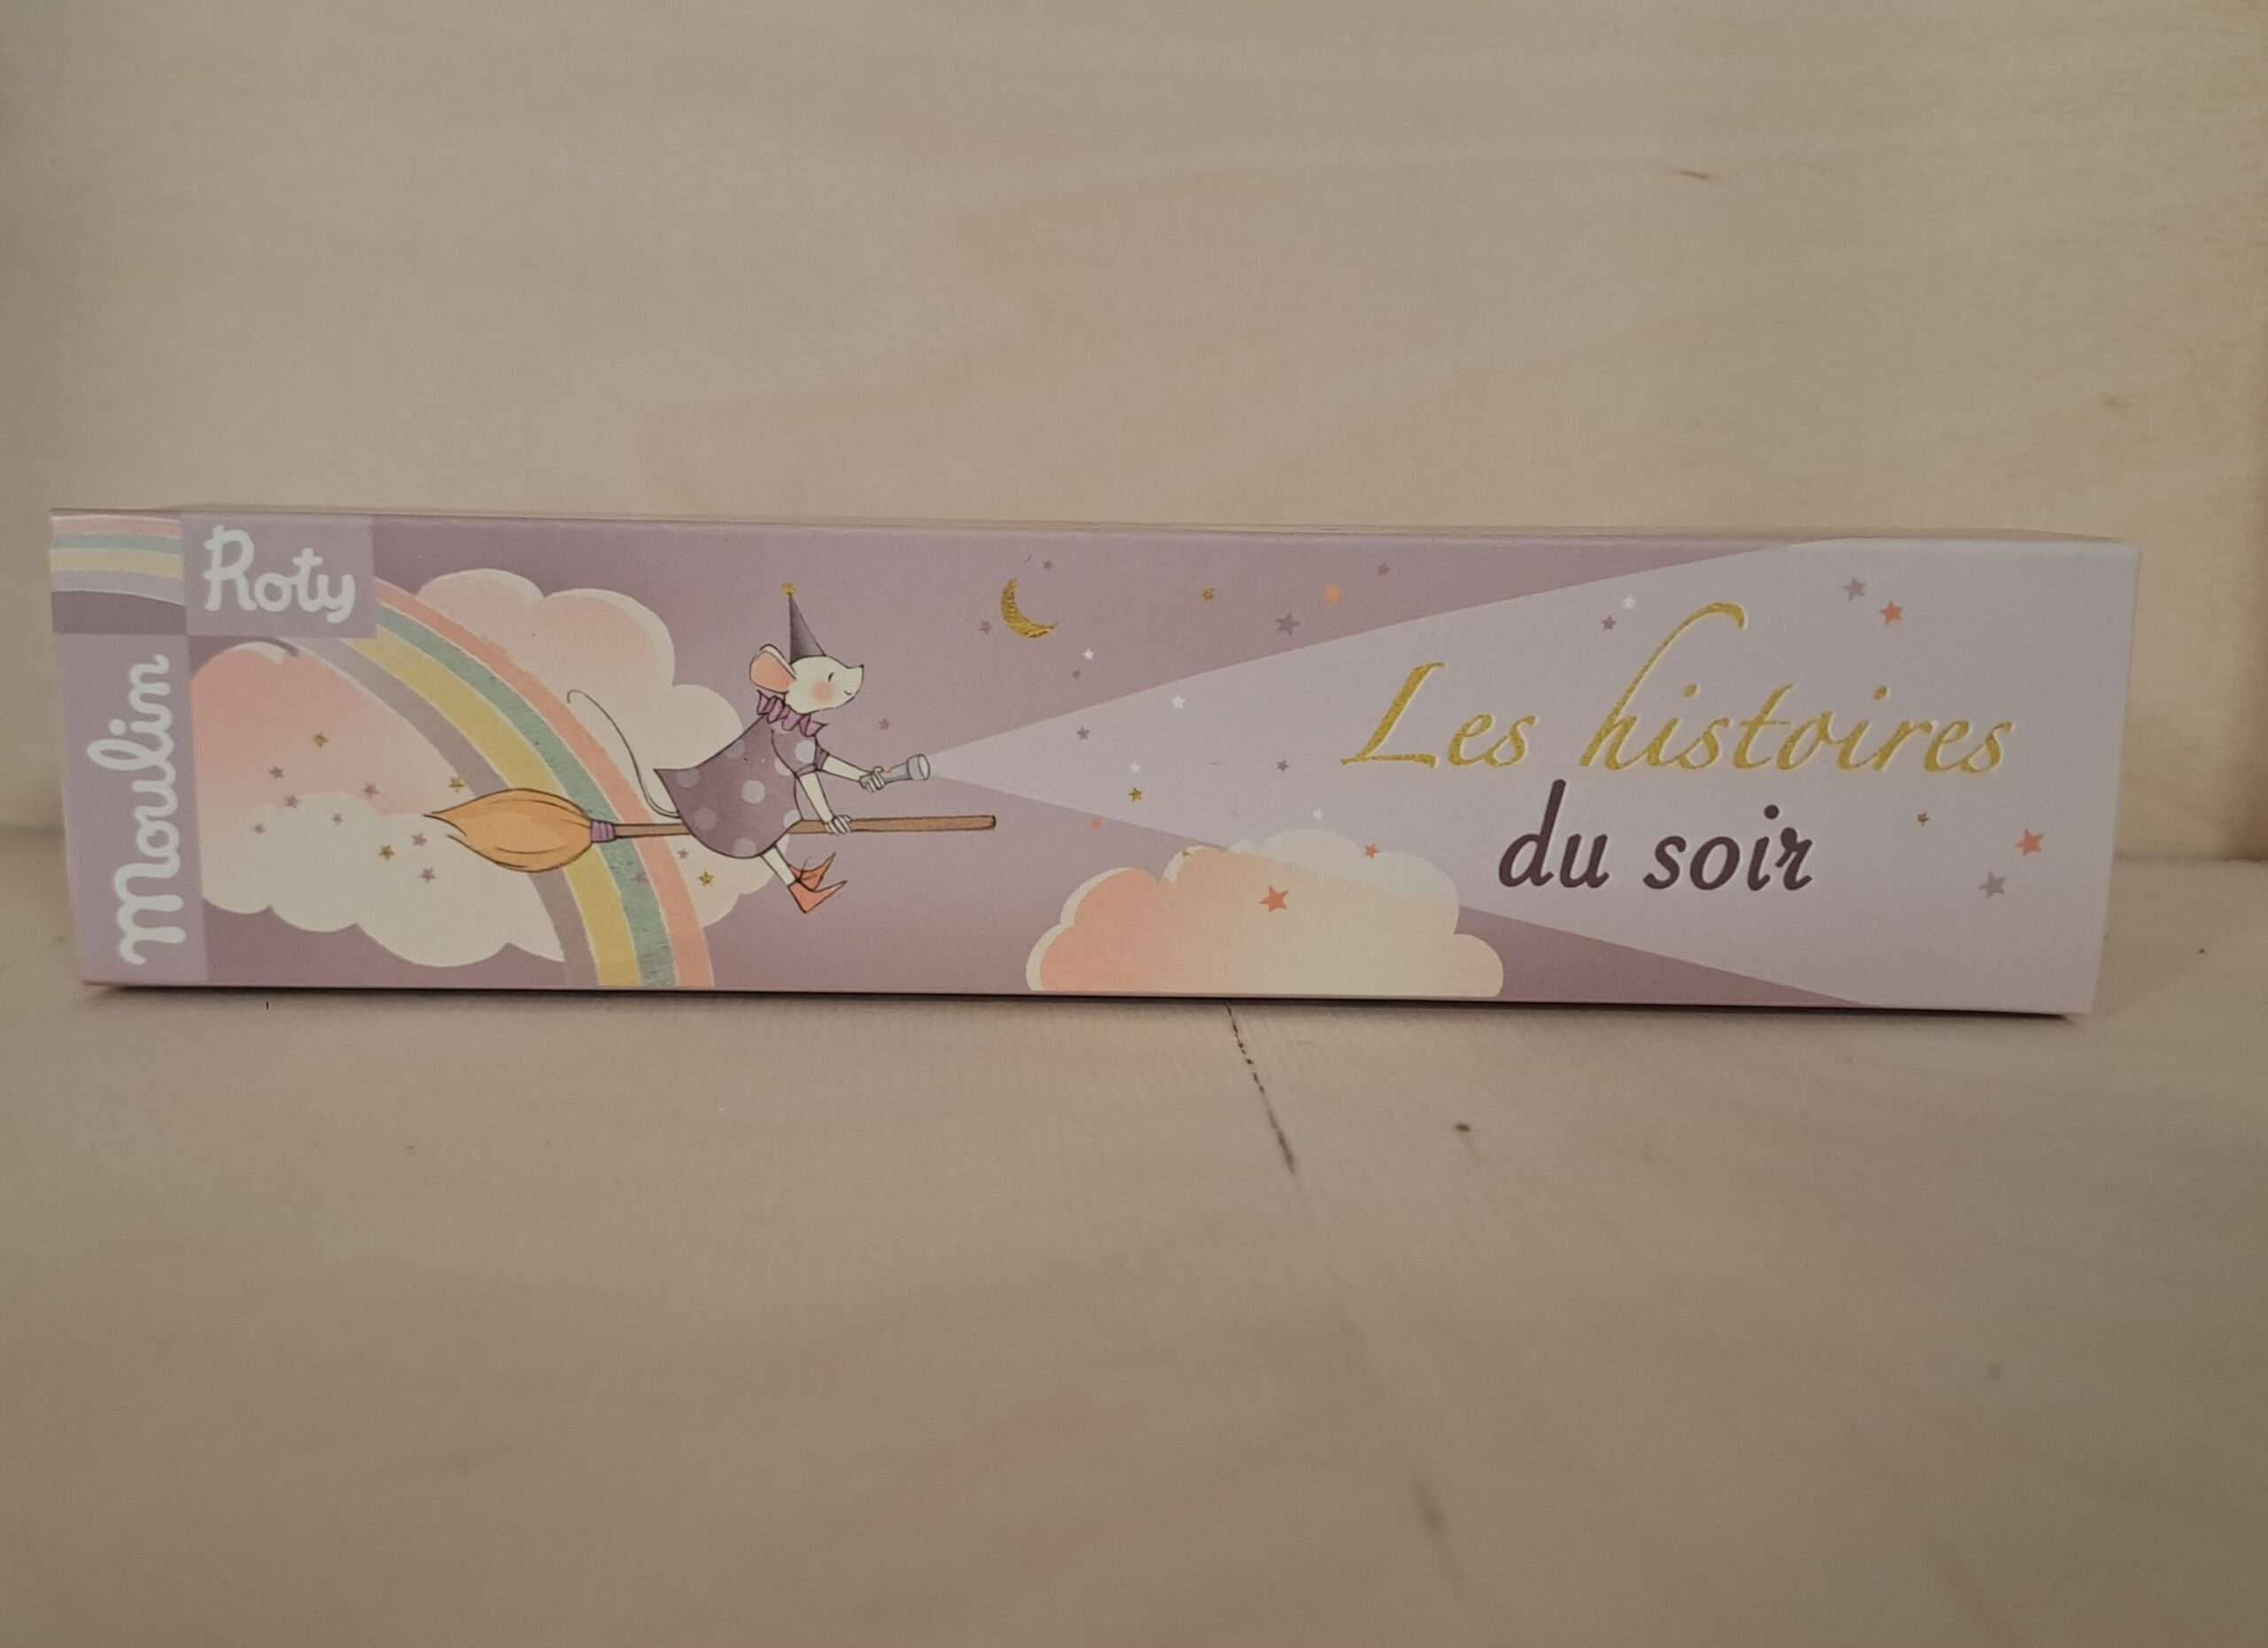 Moulin
Roty
Les histoires
du soir